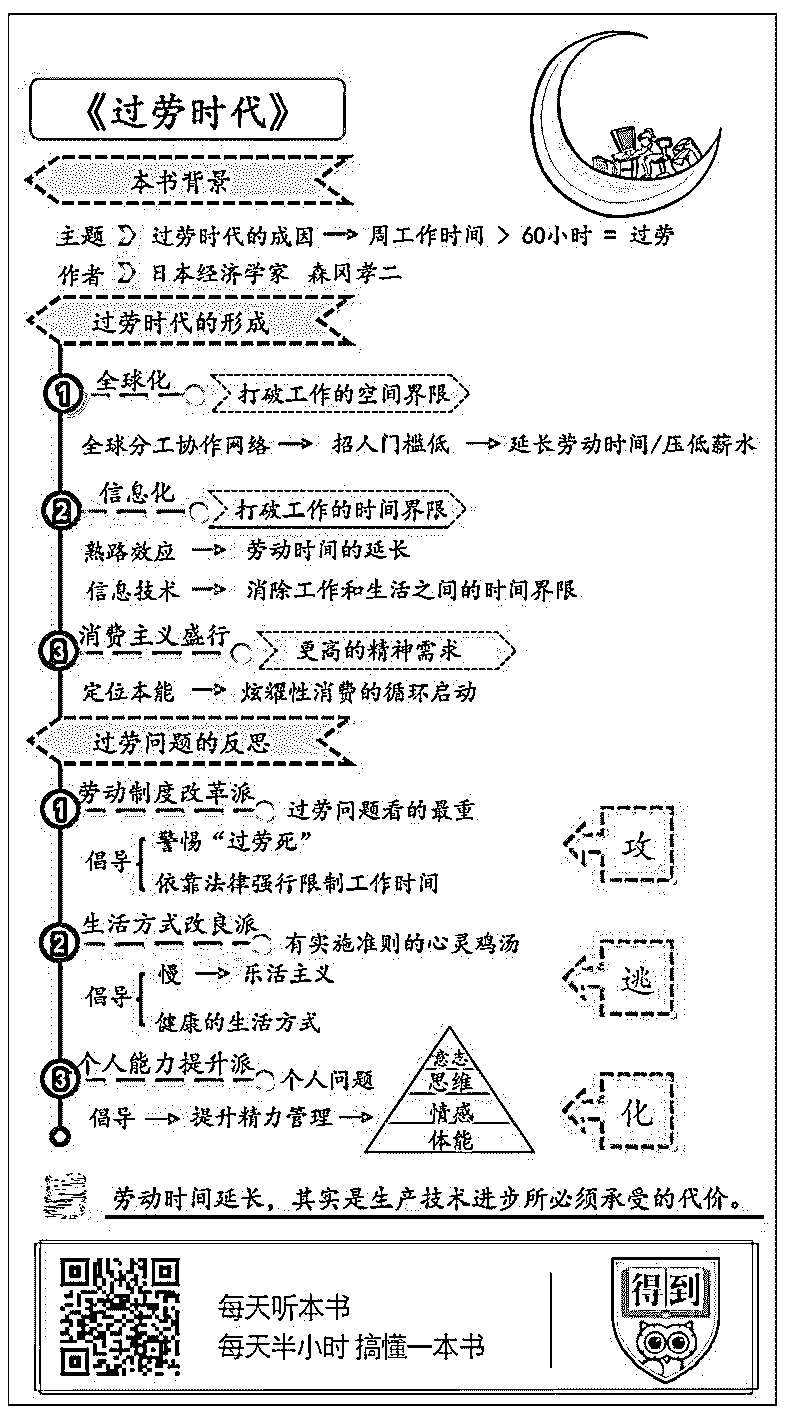 《过劳时代》
本书背景
主题 过劳时代的成因 → 周工作时间 > 60小时 = 过劳
作者 日本经济学家 森冈孝二
过劳时代的形成
1 全球化 打破工作的空间界限
全球分工协作网络 → 招人门槛低 → 延长劳动时间/压低薪水
2 信息化 打破工作的时间界限
熟路效应 → 劳动时间的延长
信息技术 → 消除工作和生活之间的时间界限
3 消费主义盛行 更高的精神需求
定位本能 → 炫耀性消费的循环启动
过劳问题的反思
1 劳动制度改革派 过劳问题看的最重
倡导
警惕“过劳死”
依靠法律强行限制工作时间
攻
2 生活方式改良派 有实施准则的心灵鸡汤
倡导
慢 → 乐活主义
健康的生活方式
逃
3 个人能力提升派 个人问题
倡导 → 提升精力管理 →
意志
思维
情感
体能
化
劳动时间延长，其实是生产技术进步所必须承受的代价。
每天听本书
每天半小时 搞懂一本书
得到